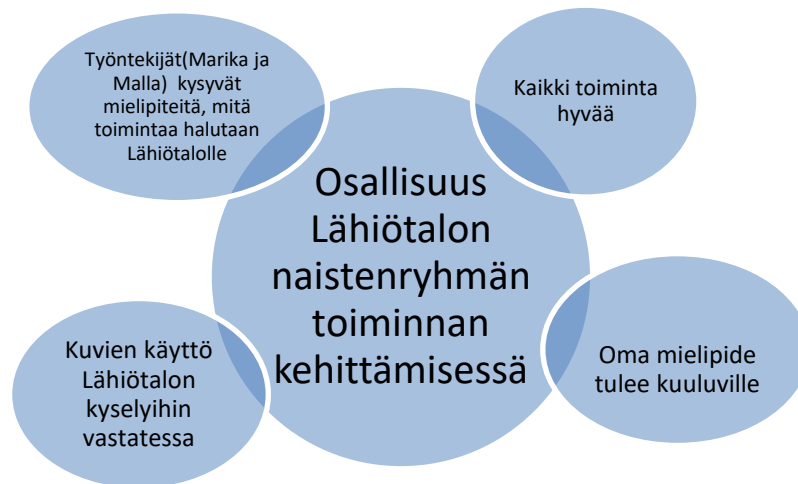 Työntekijät(Marika ja
Malla) kysyvät
mielipiteitä, mitä
toimintaa halutaan
Lähiötalolle
Kaikki toiminta
hyvää
Osallisuus
Lähiötalon
naistenryhmän
toiminnan
kehittämisessä
Kuvien käyttö
Lähiötalon
kyselyihin
vastatessa
Oma mielipide
tulee kuuluville